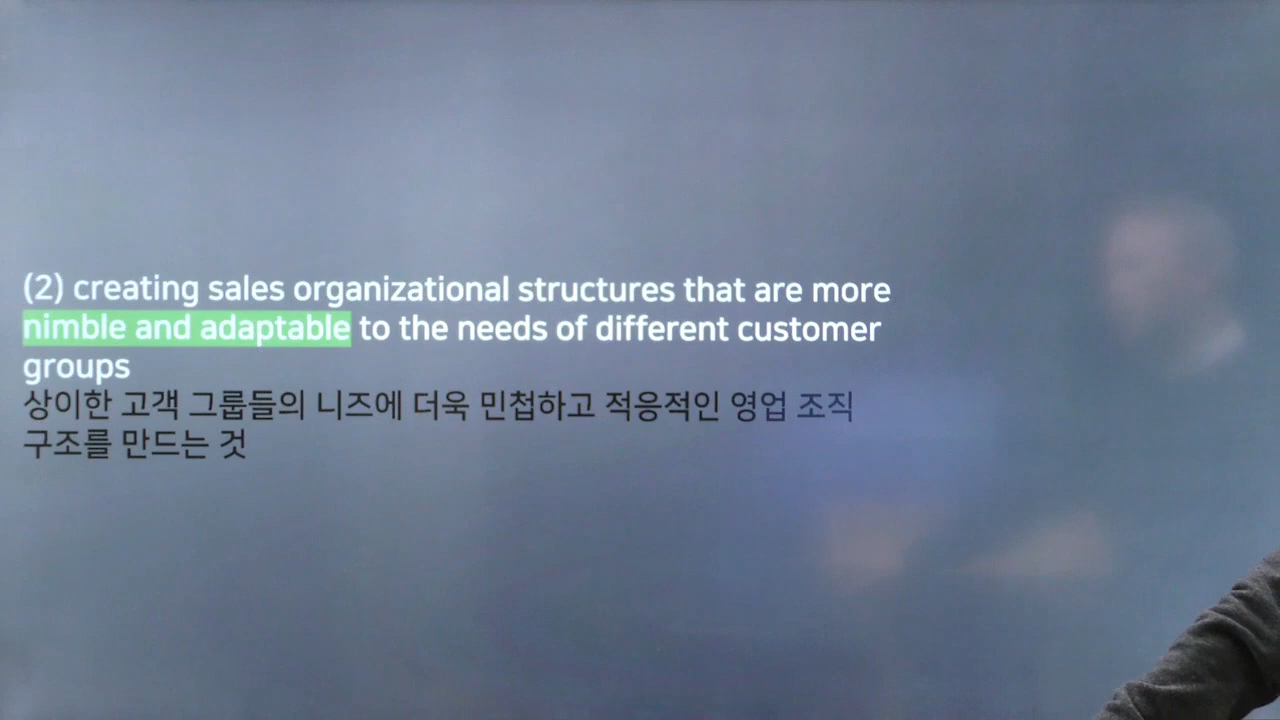 (2) creating sales organizational structures that are more
nimble and adaptable to the needs of different customer
groups
상이한 고객 그룹들의 니즈에 더욱 민첩하고 적응적인 영업 조직
구조를 만드는 것